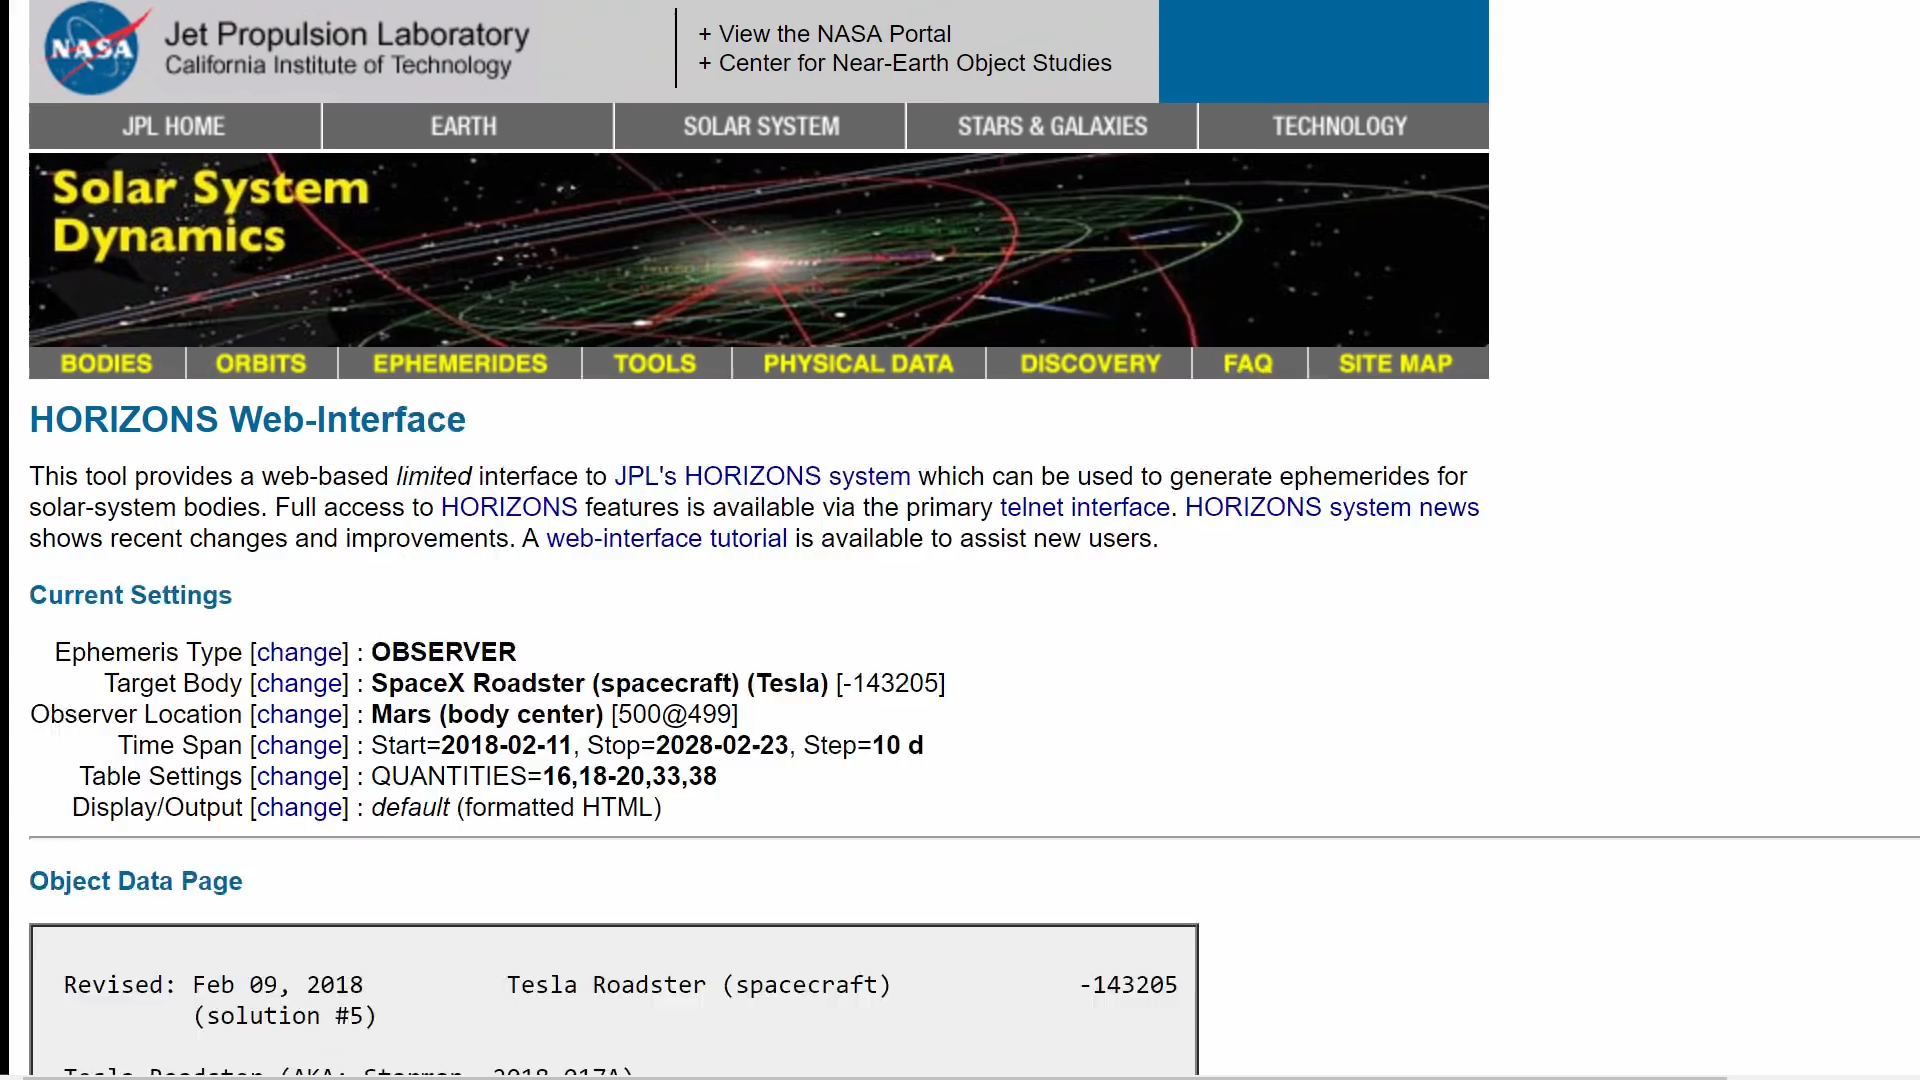 NASA
Jet Propulsion Laboratory
California Institute of Technology
+ View the NASA Portal
+ Center for Near-Earth Object Studies
JPL HOME
EARTH
SOLAR SYSTEM
STARS & GALAXIES
TECHNOLOGY
Solar System
Dynamics
BODIES
ORBITS
EPHEMERIDES
TOOLS
PHYSICAL DATA
DISCOVERY
FAQ
SITE MAP
HORIZONS Web-Interface
This tool provides a web-based limited interface to JPL's HORIZONS system which can be used to generate ephemerides for
solar-system bodies. Full access to HORIZONS features is available via the primary telnet interface. HORIZONS system news
shows recent changes and improvements. A web-interface tutorial is available to assist new users.
Current Settings
Ephemeris Type [change] : OBSERVER
Target Body [change] : SpaceX Roadster (spacecraft) (Tesla) [-143205]
Observer Location [change] : Mars (body center) [500@499]
Time Span [change] : Start=2018-02-11, Stop=2028-02-23, Step=10 d
Table Settings [change] : QUANTITIES=16,18-20,33,38
Display/Output [change] : default (formatted HTML)
Object Data Page
Revised: Feb 09, 2018 Tesla Roadster (spacecraft) -143205
(solution #5)
Tesla Roadster (AKA: Starman, 2018-017A)